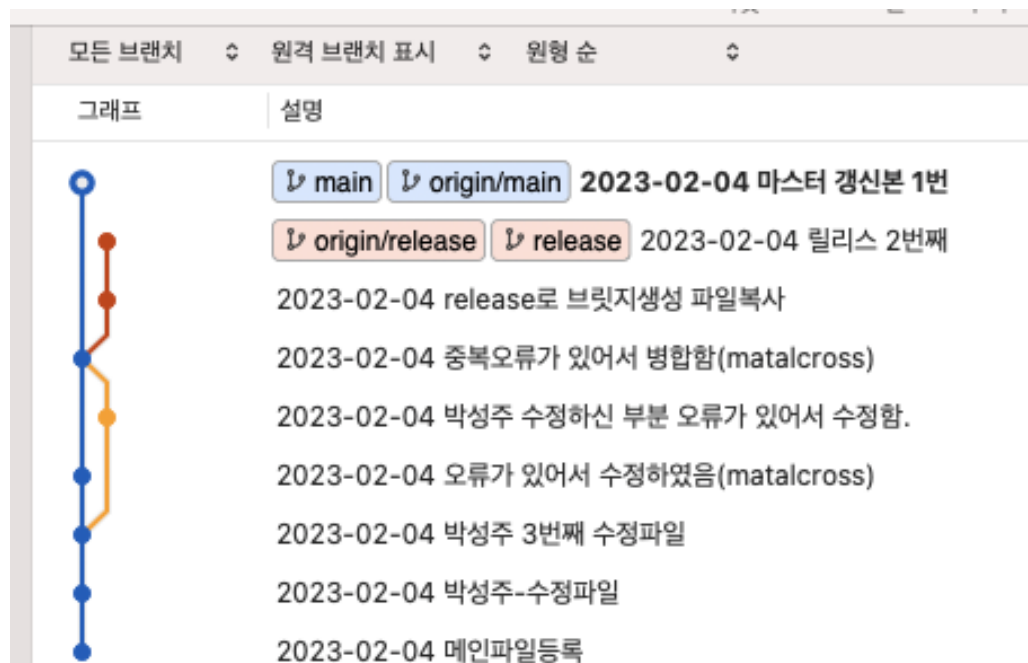 모든 브랜치 원격 브랜치 표시 원형 순
그래프 설명
main origin/main 2023-02-04 마스터 갱신본 1번
origin/release release 2023-02-04 릴리스 2번째
2023-02-04 release로 브릿지생성 파일복사
2023-02-04 중복오류가 있어서 병합함(matalcross)
2023-02-04 박성주 수정하신 부분 오류가 있어서 수정함.
2023-02-04 오류가 있어서 수정하였음(matalcross)
2023-02-04 박성주 3번째 수정파일
2023-02-04 박성주-수정파일
2023-02-04 메인파일등록